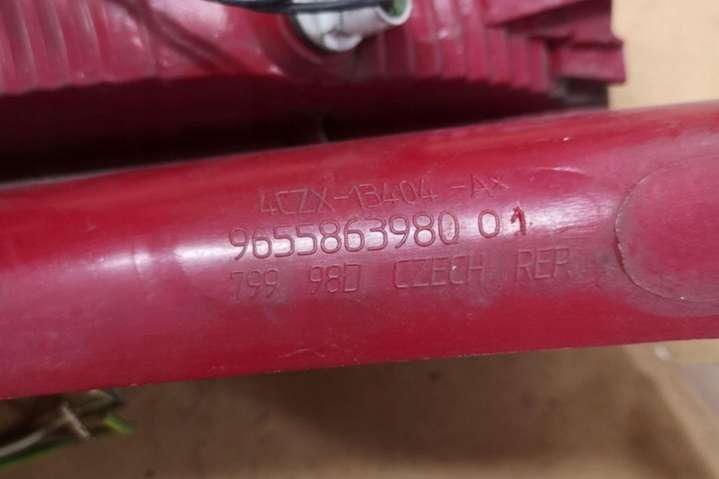 4CZX-13404-Ax
9655863980 01
799 98D CZECH REP